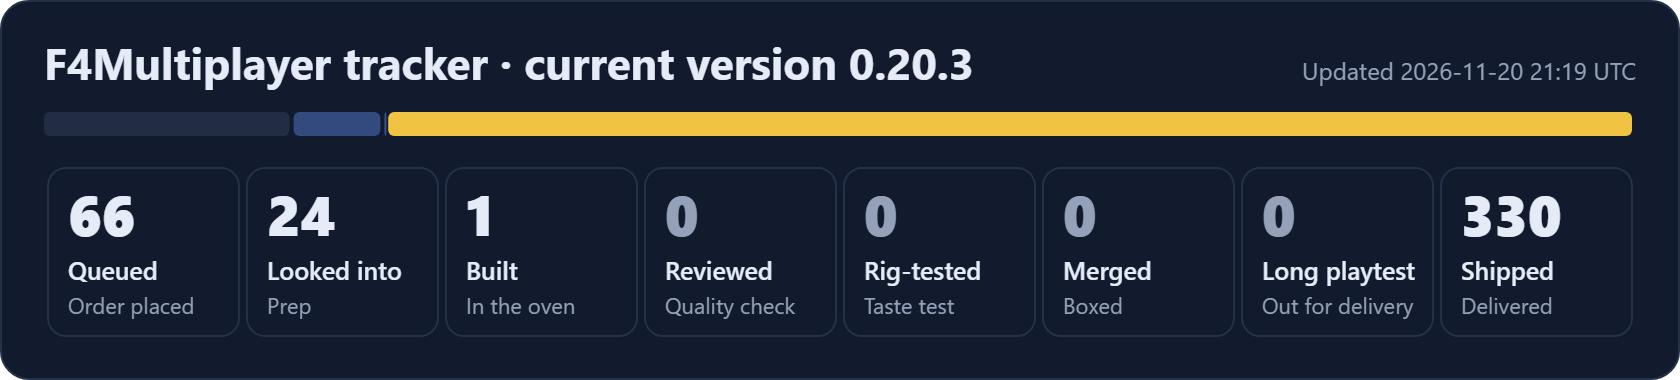 F4Multiplayer tracker · current version 0.20.3
Updated 2026-11-20 21:19 UTC
66
Queued
Order placed
24
Looked into
Prep
1
Built
In the oven
0
Reviewed
Quality check
0
Rig-tested
Taste test
0
Merged
Boxed
0
Long playtest
Out for delivery
330
Shipped
Delivered